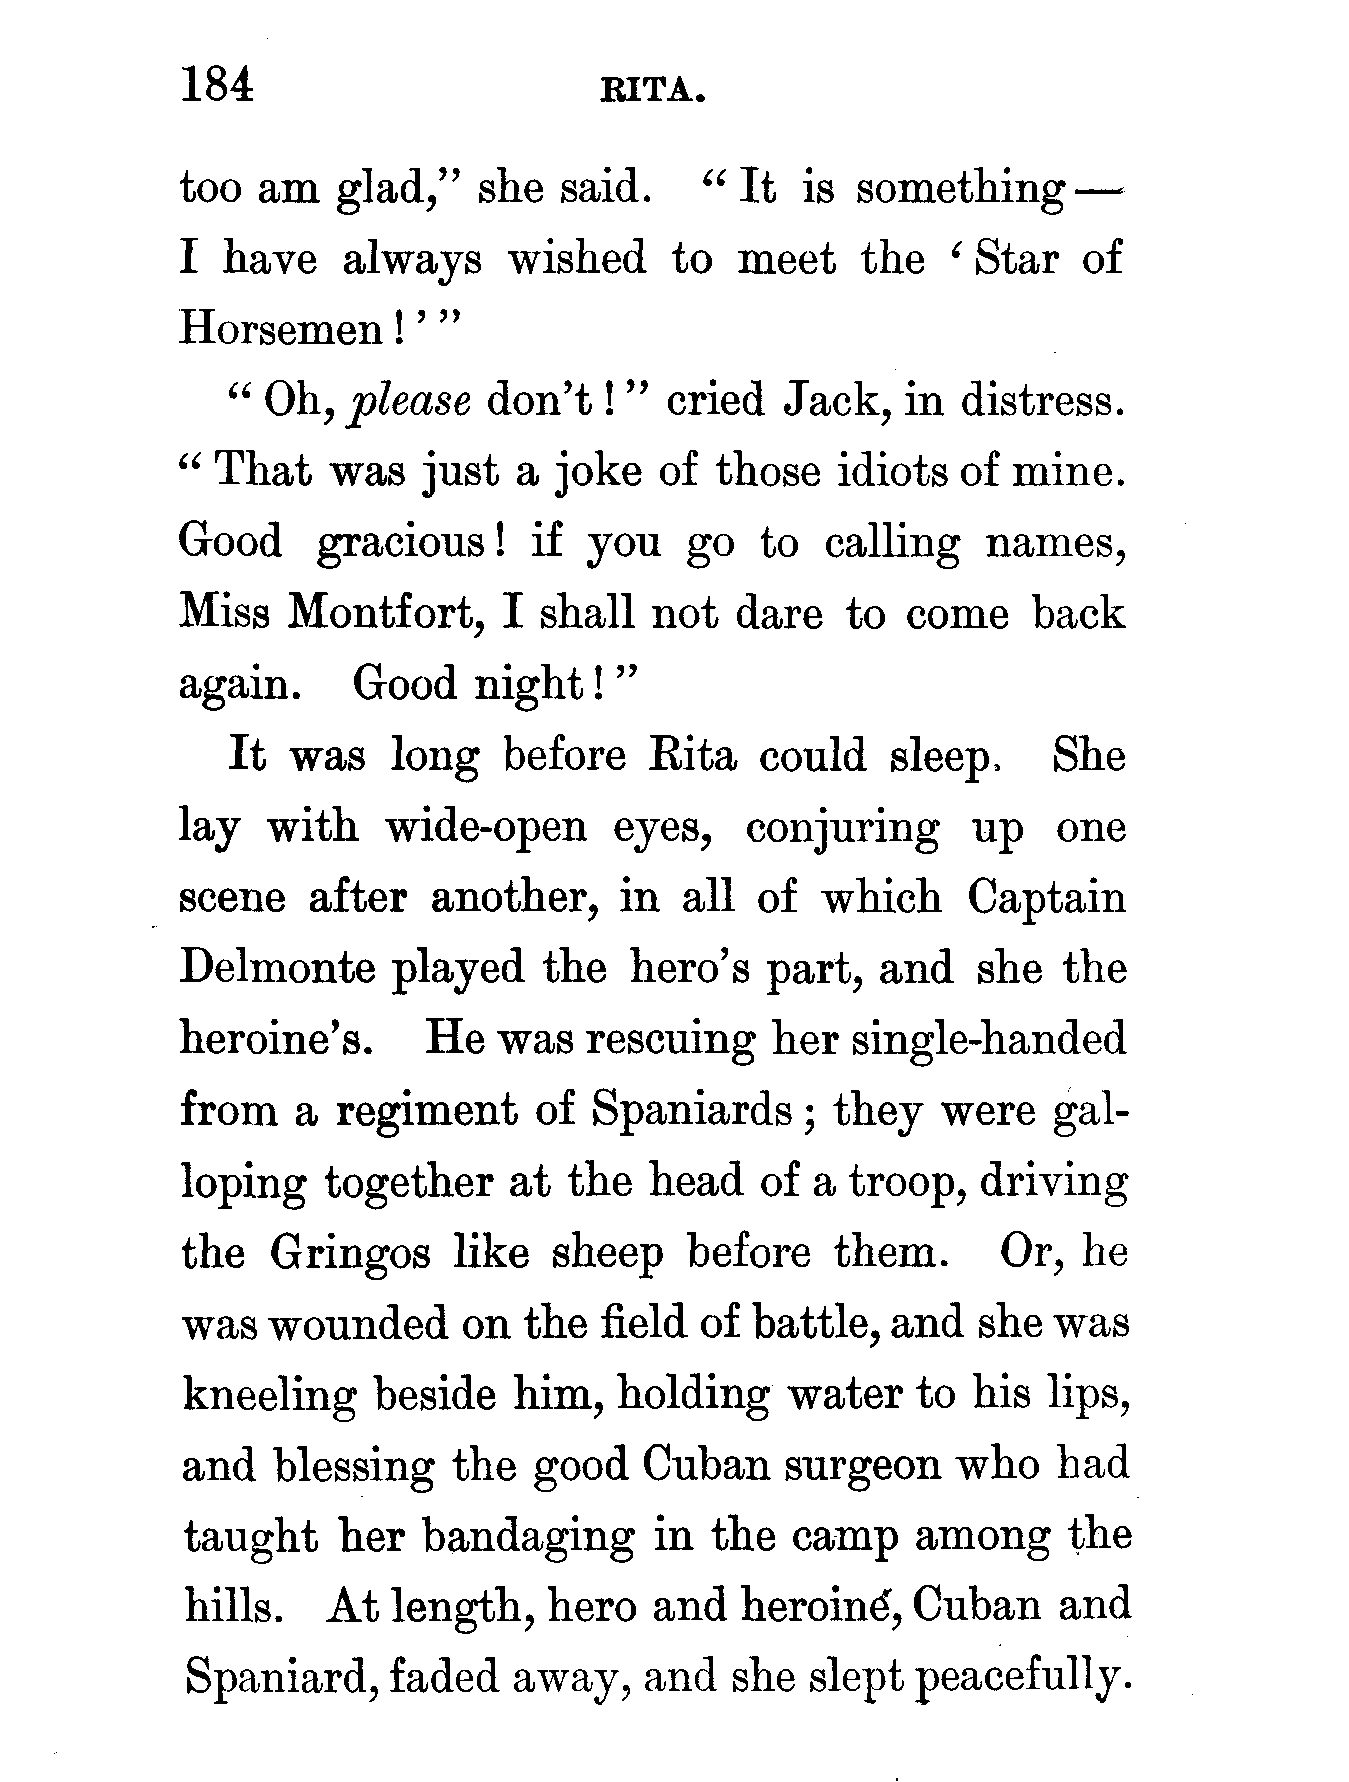 184 RITA.
too am glad,” she said. “ It is something—
I have always wished to meet the ‘ Star of
Horsemen ! ’ ”
“ Oh, please don’t ! ” cried Jack, in distress.
“ That was just a joke of those idiots of mine.
Good gracious ! if you go to calling names,
Miss Montfort, I shall not dare to come back
again. Good night ! ”
It was long before Rita could sleep. She
lay with wide-open eyes, conjuring up one
scene after another, in all of which Captain
Delmonte played the hero’s part, and she the
heroine’s. He was rescuing her single-handed
from a regiment of Spaniards ; they were gal-
loping together at the head of a troop, driving
the Gringos like sheep before them. Or, he
was wounded on the field of battle, and she was
kneeling beside him, holding water to his lips,
and blessing the good Cuban surgeon who had
taught her bandaging in the camp among the
hills. At length, hero and heroine, Cuban and
Spaniard, faded away, and she slept peacefully.